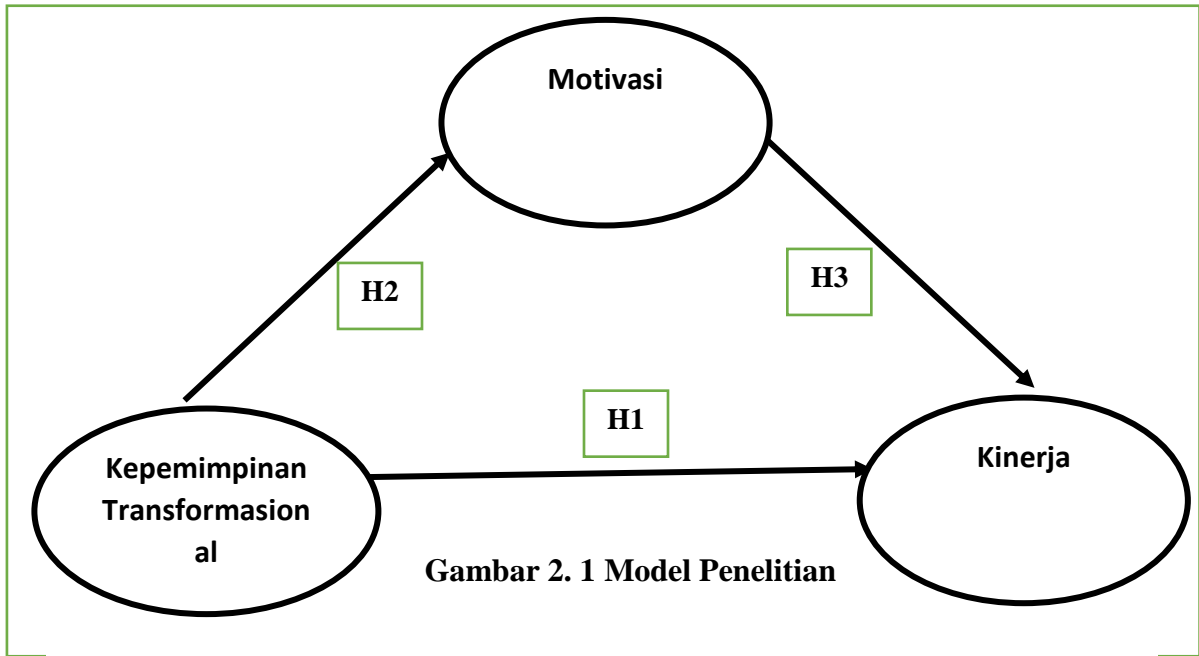 Motivasi
H2
H3
H1
Kepemimpinan
Transformasion
al
Kinerja
Gambar 2. 1 Model Penelitian